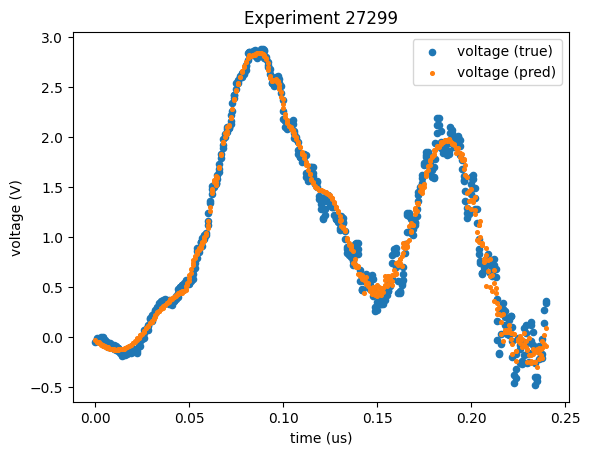 Experiment 27299
voltage (true)
voltage (pred)
3.0
2.5
2.0
1.5
1.0
0.5
0.0
−0.5
voltage (V)
0.00
0.05
0.10
0.15
0.20
0.25
time (us)